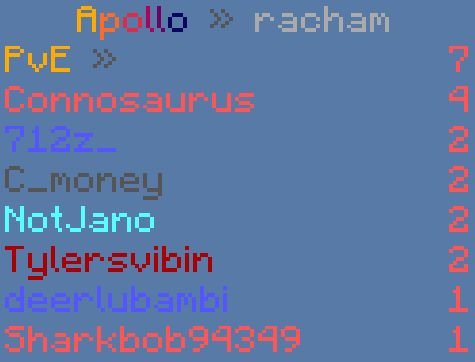 Apollo » racham
PvE » 7
Connosaurus 4
712z_ 2
C_money 2
NotJano 2
Tylersvibin 2
deerlubambi 1
Sharkbob94349 1